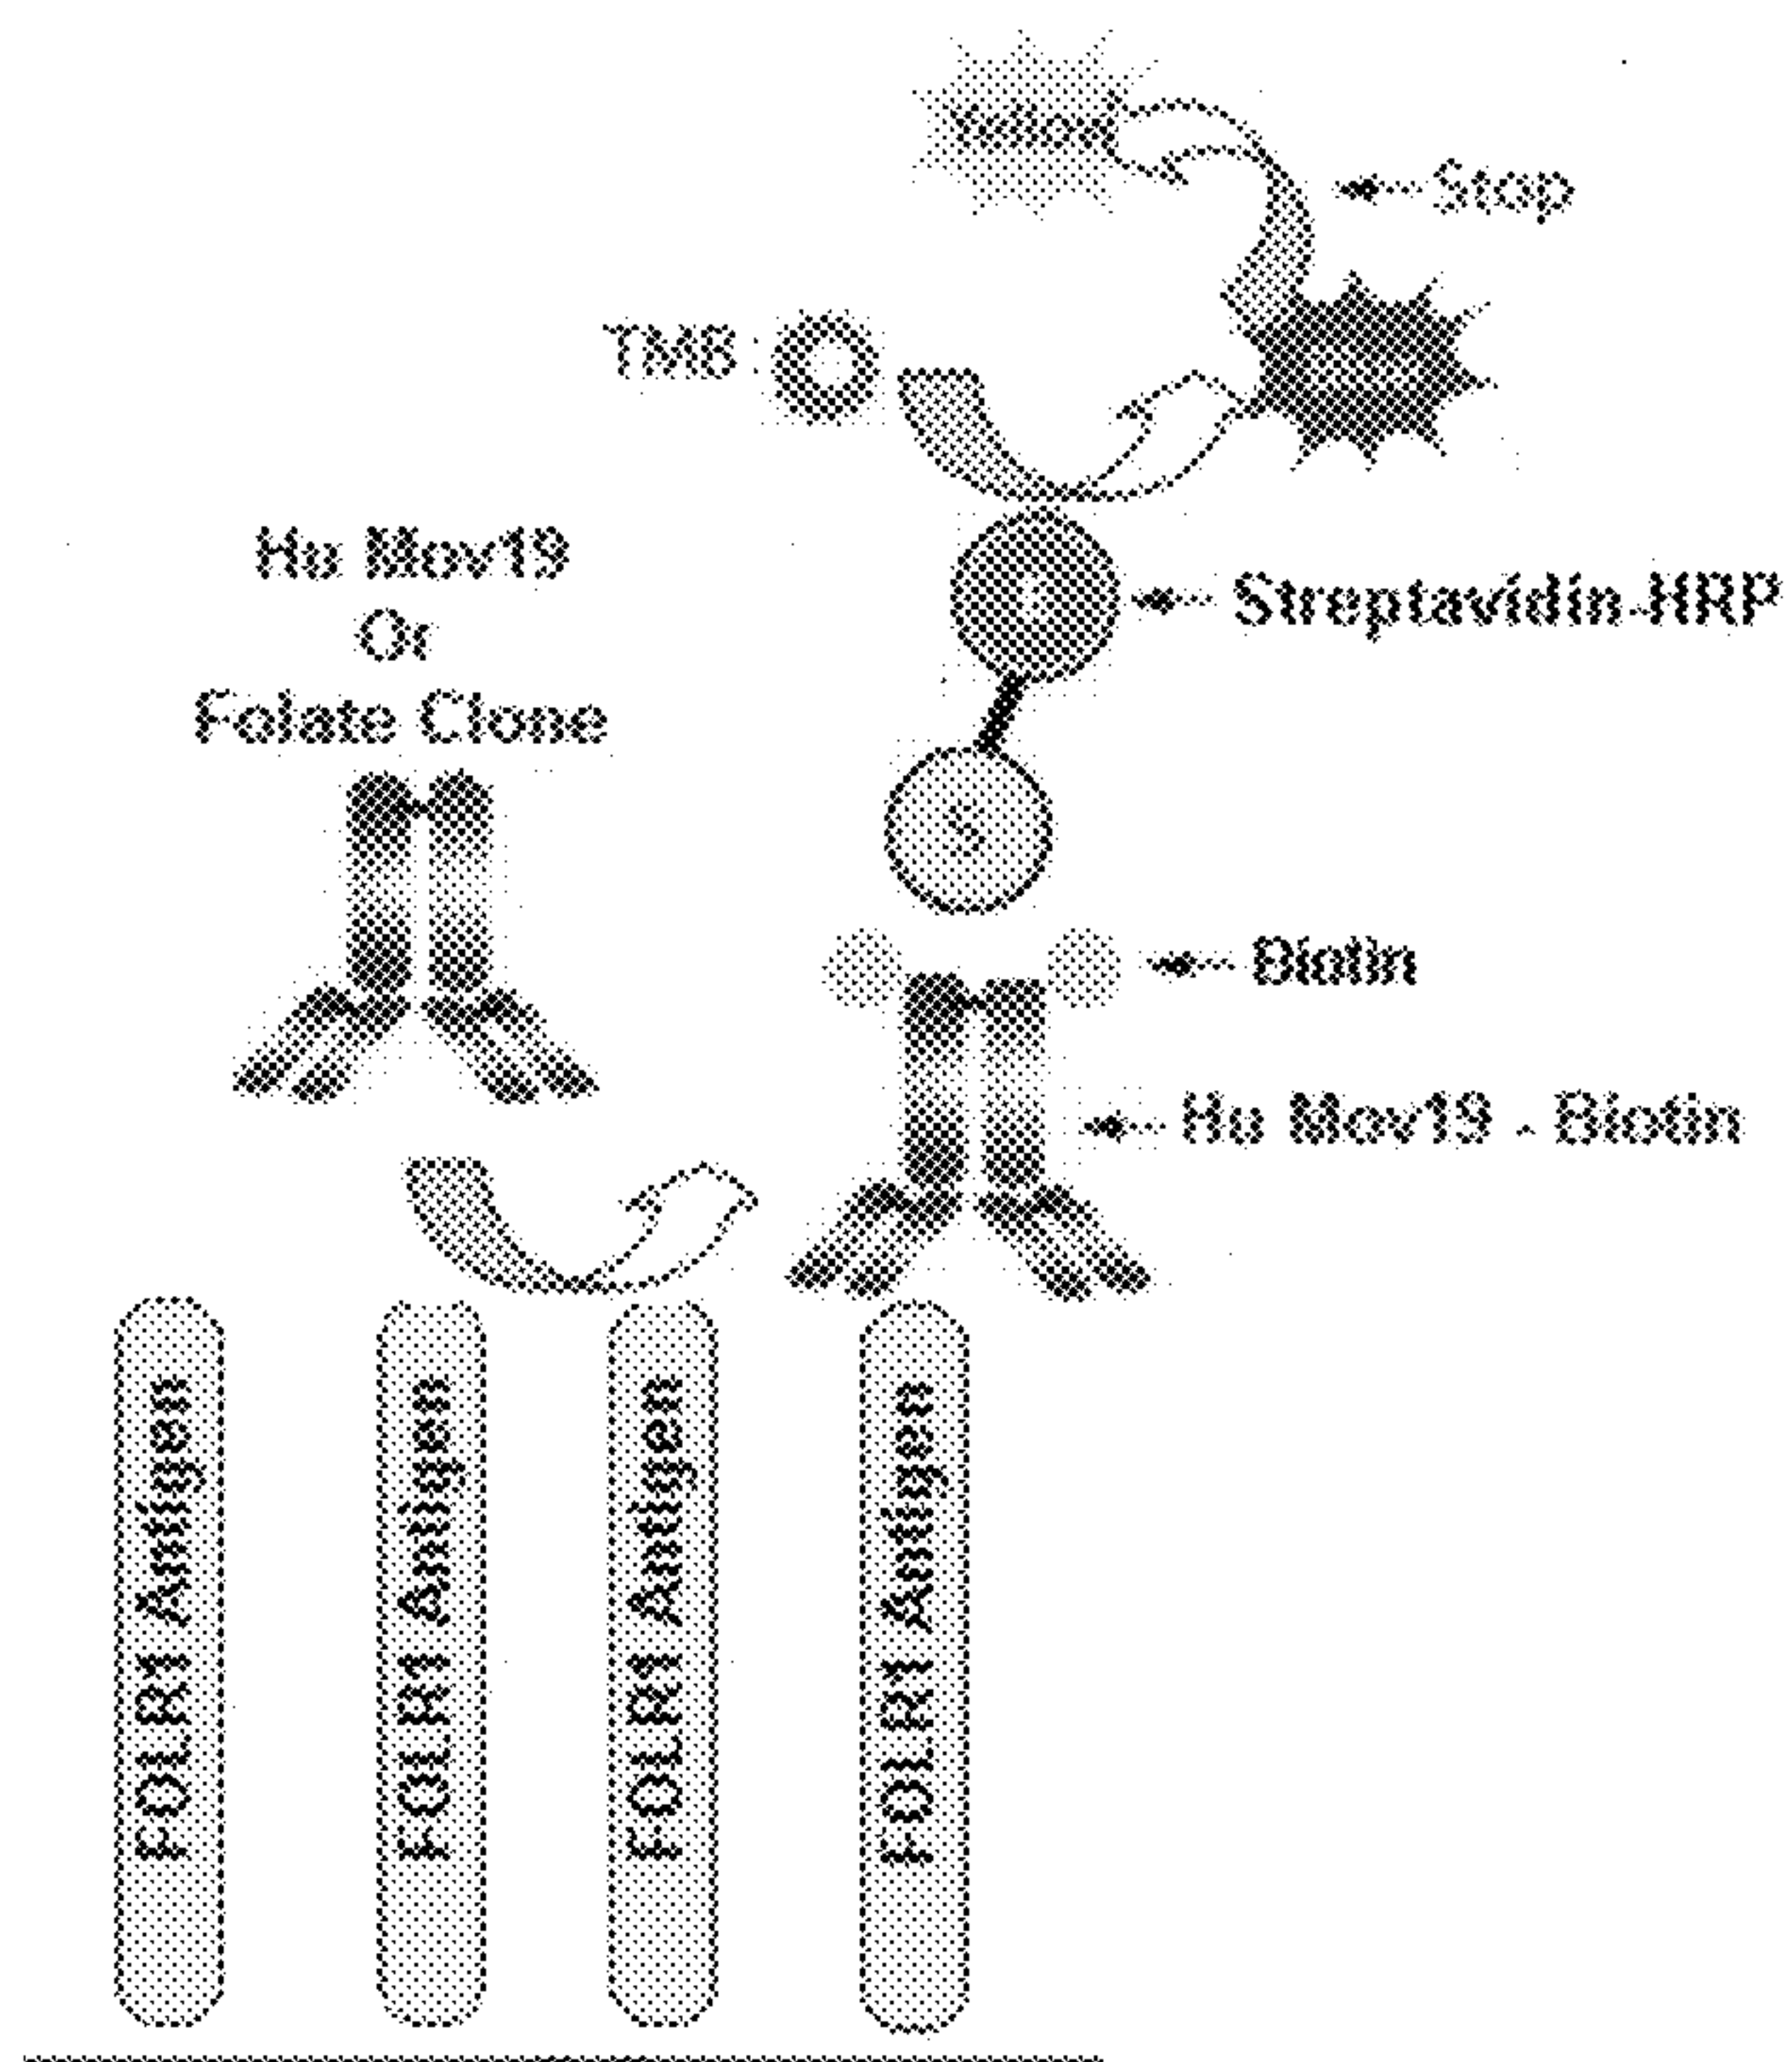 Yellow
Stop
TMB
Hu Mov19
Or
Folate Clone
Streptavidin-HRP
S
Biotin
Hu Mov19 - Biotin
FOLR1 Antigen
FOLR1 Antigen
FOLR1 Antigen
FOLR1 Antigen